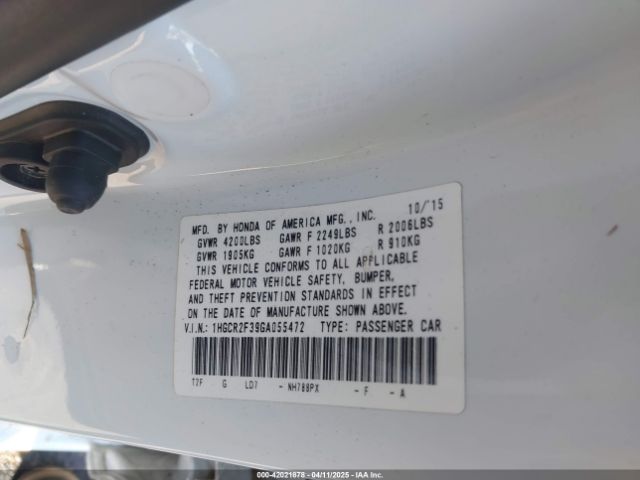 MFD. BY HONDA OF AMERICA MFG., INC. 10/'15
GVWR 4200LBS GAWR F 2249LBS R 2006LBS
GVWR 1905KG GAWR F 1020KG R 910KG
THIS VEHICLE CONFORMS TO ALL APPLICABLE
FEDERAL MOTOR VEHICLE SAFETY, BUMPER,
AND THEFT PREVENTION STANDARDS IN EFFECT
ON THE DATE OF MANUFACTURE SHOWN ABOVE.
V.I.N.: 1HGCR2F39GA055472 TYPE: PASSENGER CAR
T2F G LD7 - NH788PX - F - A
000-42021878 - 04/11/2025 - IAA Inc.